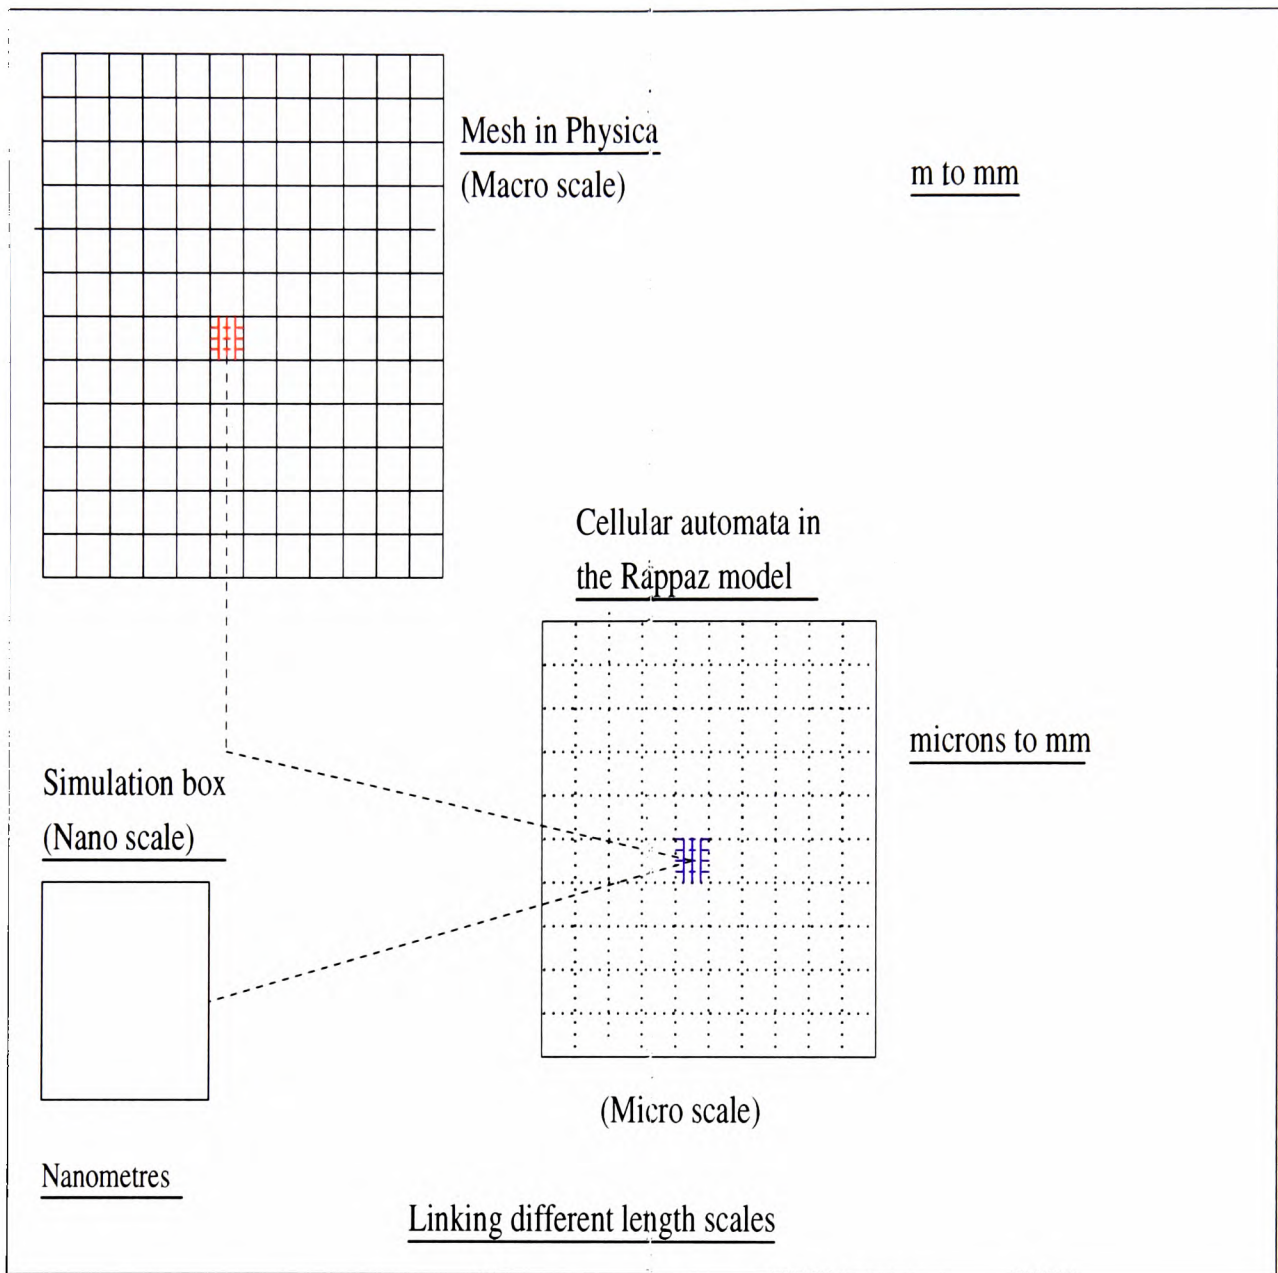 Mesh in Physica
(Macro scale)
m to mm
Cellular automata in
the Rappaz model
microns to mm
Simulation box
(Nano scale)
(Micro scale)
Nanometres
Linking different length scales